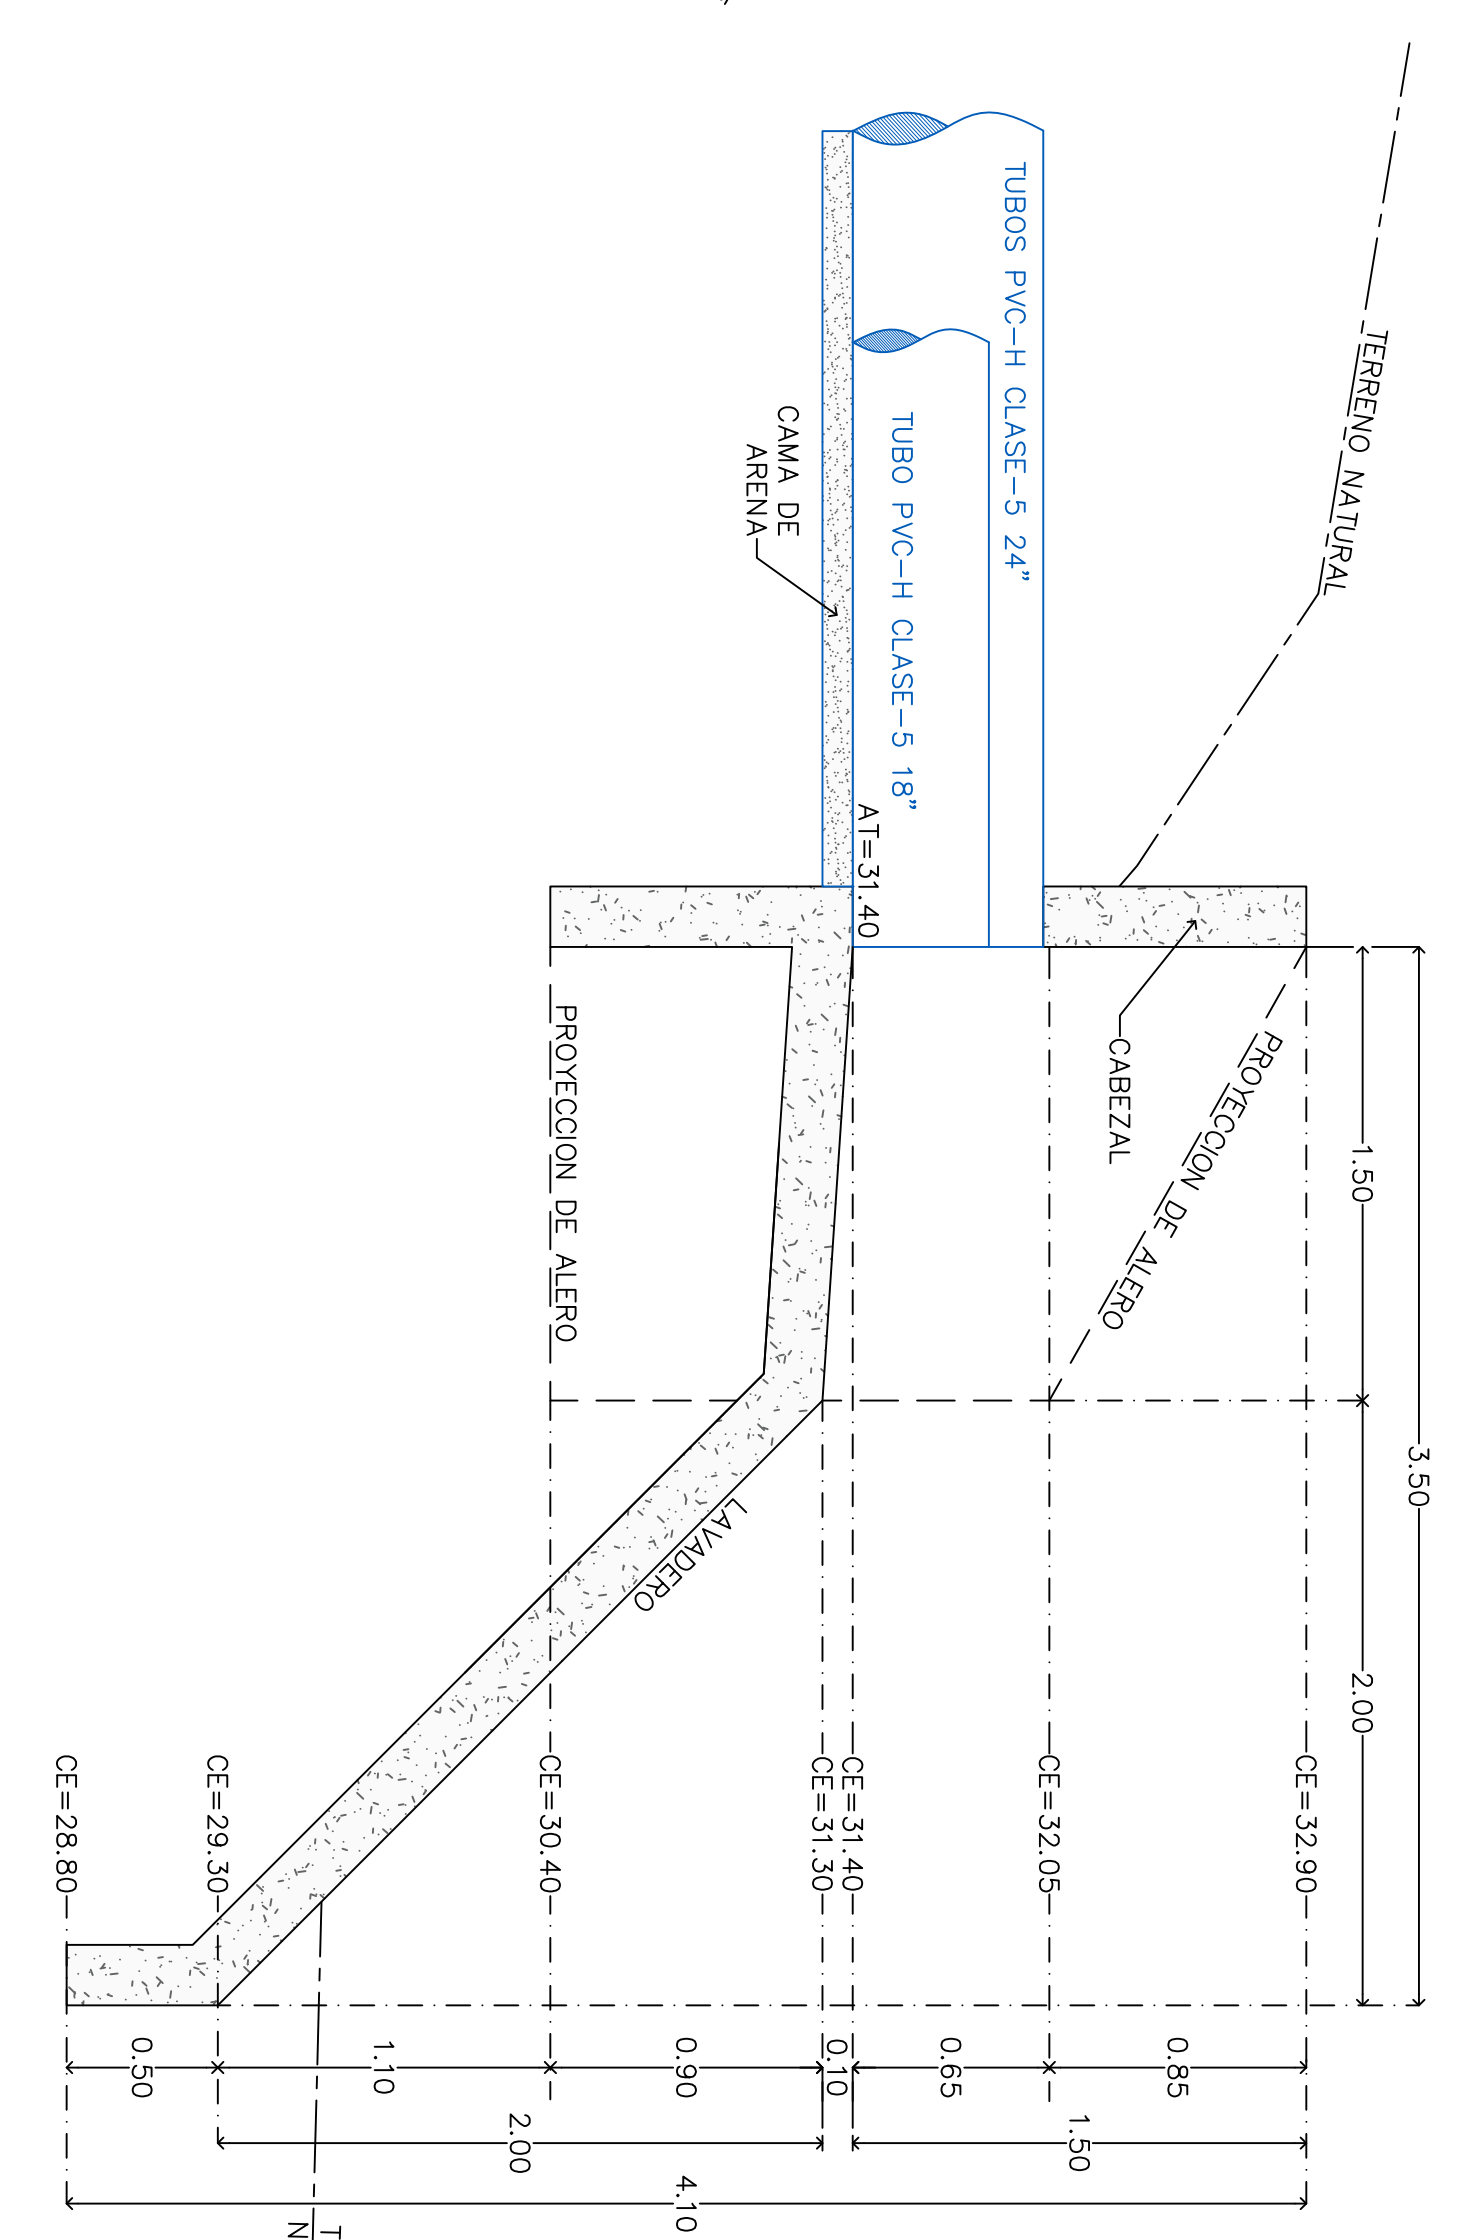 TERRENO NATURAL
TUBOS PVC-H CLASE-5 24"
TUBO PVC-H CLASE-5 18"
CAMA DE
ARENA
AT=31.40
CABEZAL
PROYECCION DE ALERO
PROYECCION DE ALERO
LAVADERO
3.50
1.50
2.00
CE=32.90
CE=32.05
CE=31.40
CE=31.30
CE=30.40
CE=29.30
CE=28.80
0.85
0.65
0.10
0.90
1.10
0.50
1.50
2.00
4.10
T
N